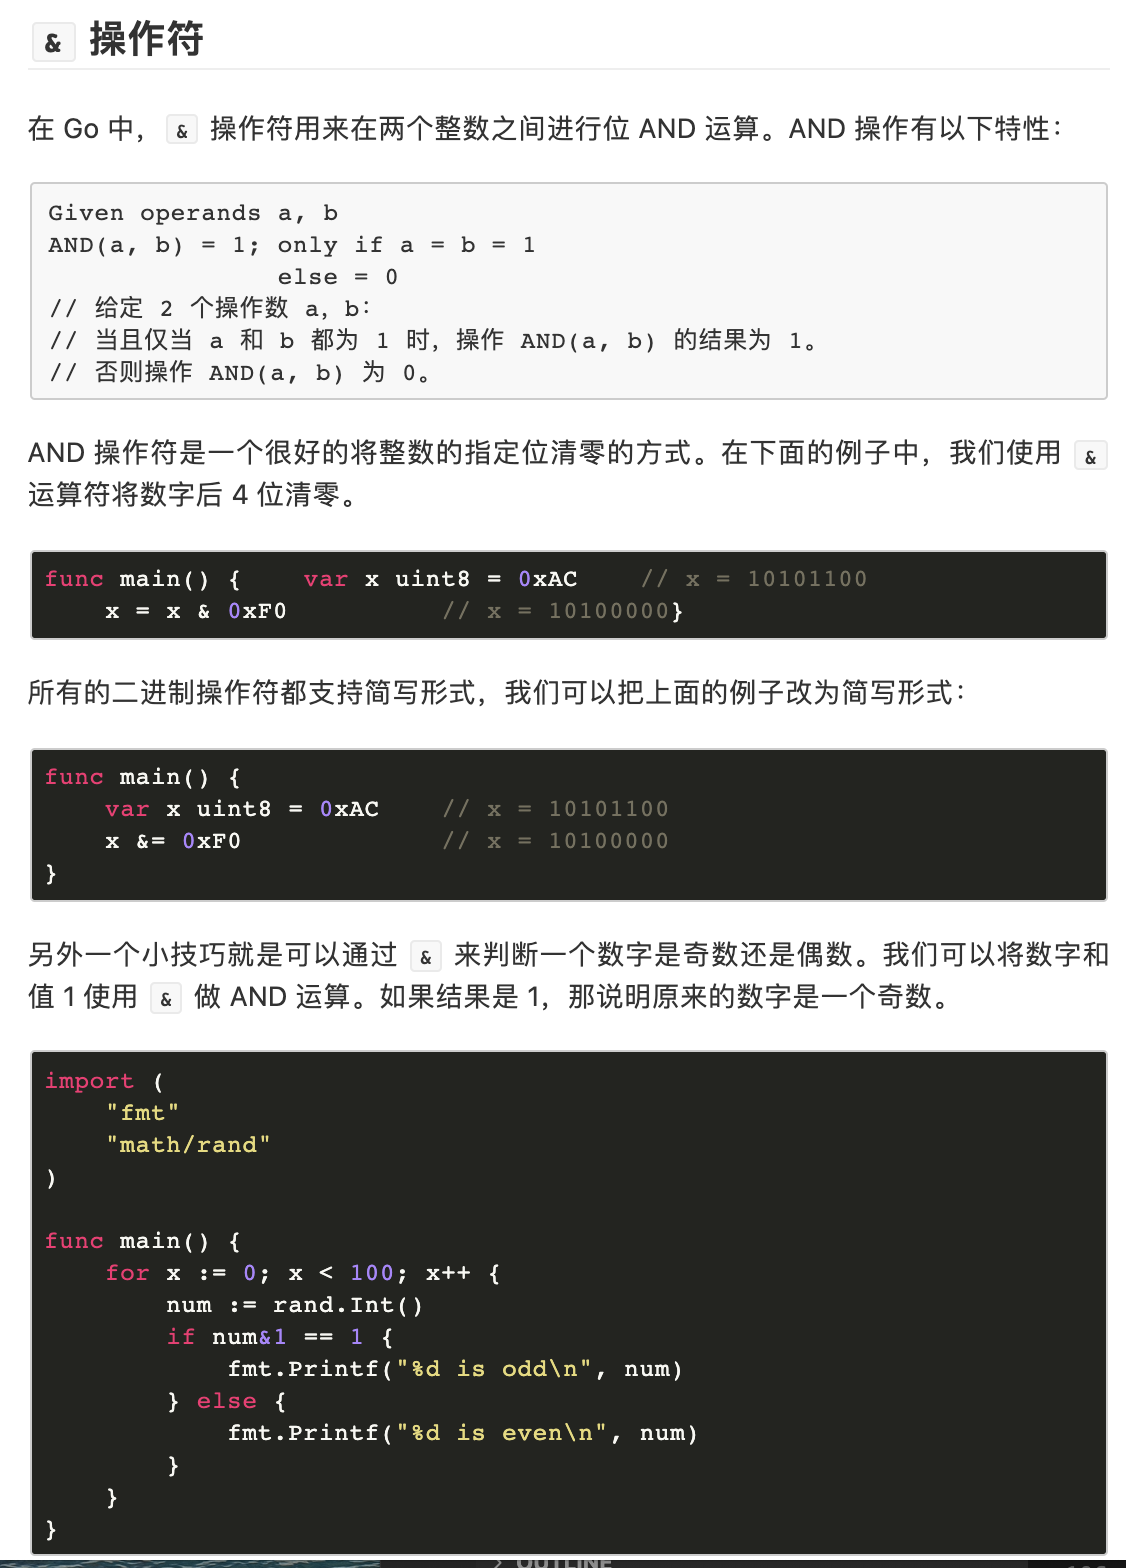 & 操作符
在 Go 中， & 操作符用来在两个整数之间进行位 AND 运算。AND 操作有以下特性：
Given operands a, b
AND(a, b) = 1; only if a = b = 1
               else = 0
// 给定 2 个操作数 a，b：
// 当且仅当 a 和 b 都为 1 时，操作 AND(a, b) 的结果为 1。
// 否则操作 AND(a, b) 为 0。
AND 操作符是一个很好的将整数的指定位清零的方式。在下面的例子中，我们使用 &
运算符将数字后 4 位清零。
func main() {    var x uint8 = 0xAC    // x = 10101100
    x = x & 0xF0          // x = 10100000}
所有的二进制操作符都支持简写形式，我们可以把上面的例子改为简写形式：
func main() {
    var x uint8 = 0xAC    // x = 10101100
    x &= 0xF0             // x = 10100000
}
另外一个小技巧就是可以通过 & 来判断一个数字是奇数还是偶数。我们可以将数字和
值 1 使用 & 做 AND 运算。如果结果是 1，那说明原来的数字是一个奇数。
import (
    "fmt"
    "math/rand"
)
func main() {
    for x := 0; x < 100; x++ {
        num := rand.Int()
        if num&1 == 1 {
            fmt.Printf("%d is odd\n", num)
        } else {
            fmt.Printf("%d is even\n", num)
        }
    }
}
OUTLINE